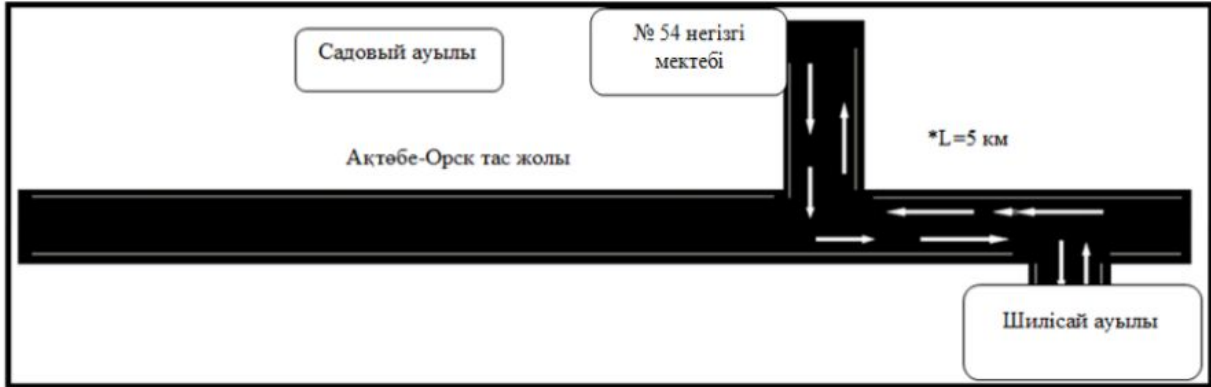 Садовый ауылы
№ 54 негізгі
мектебі
Ақтөбе-Орск тас жолы
*L=5 км
Шилісай ауылы